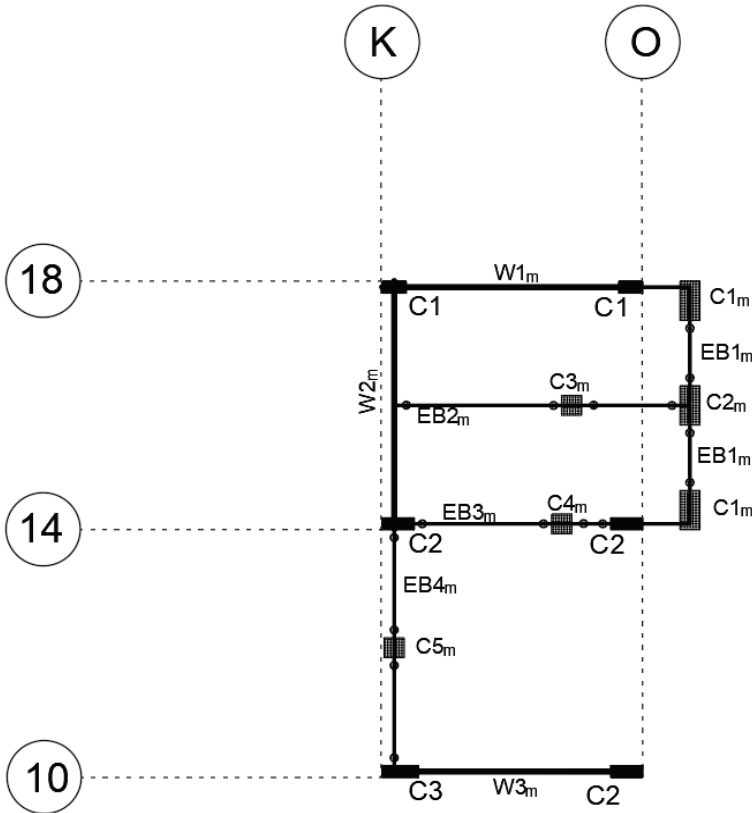 K O
18
W1m
C1 C1 C1m
EB1m
W2m
C3m
EB2m C2m
EB1m
14
EB3m C4m C1m
C2 C2
EB4m
C5m
10
C3 W3m C2